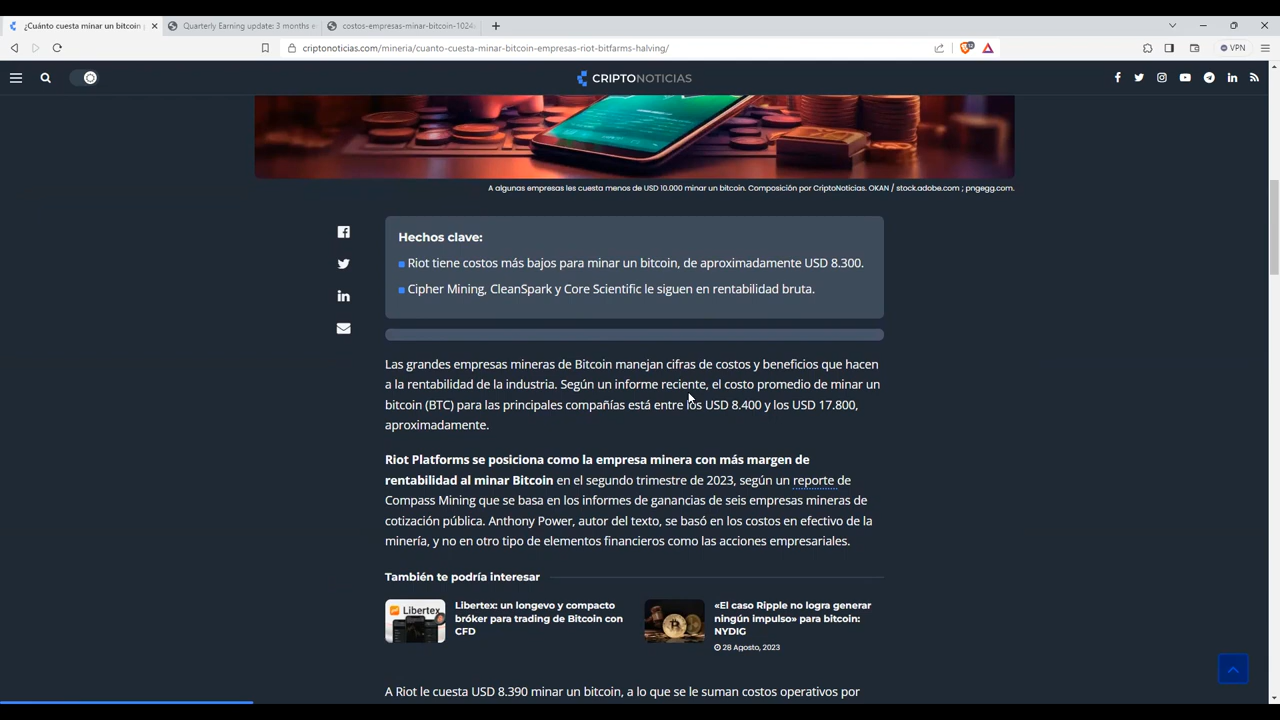 ¿Cuánto cuesta minar un bitcoin
Quarterly Earning update: 3 months e
costos-empresas-minar-bitcoin-1024
criptonoticias.com/mineria/cuanto-cuesta-minar-bitcoin-empresas-riot-bitfarms-halving/
VPN
CRIPTONOTICIAS
A algunas empresas les cuesta menos de USD 10.000 minar un bitcoin. Composición por CriptoNoticias. OKAN / stock.adobe.com ; pngegg.com.
Hechos clave:
Riot tiene costos más bajos para minar un bitcoin, de aproximadamente USD 8.300.
Cipher Mining, CleanSpark y Core Scientific le siguen en rentabilidad bruta.
Las grandes empresas mineras de Bitcoin manejan cifras de costos y beneficios que hacen
a la rentabilidad de la industria. Según un informe reciente, el costo promedio de minar un
bitcoin (BTC) para las principales compañías está entre los USD 8.400 y los USD 17.800,
aproximadamente.
Riot Platforms se posiciona como la empresa minera con más margen de
rentabilidad al minar Bitcoin en el segundo trimestre de 2023, según un reporte de
Compass Mining que se basa en los informes de ganancias de seis empresas mineras de
cotización pública. Anthony Power, autor del texto, se basó en los costos en efectivo de la
minería, y no en otro tipo de elementos financieros como las acciones empresariales.
También te podría interesar
Libertex
Libertex: un longevo y compacto
bróker para trading de Bitcoin con
CFD
«El caso Ripple no logra generar
ningún impulso» para bitcoin:
NYDIG
28 Agosto, 2023
A Riot le cuesta USD 8.390 minar un bitcoin, a lo que se le suman costos operativos por